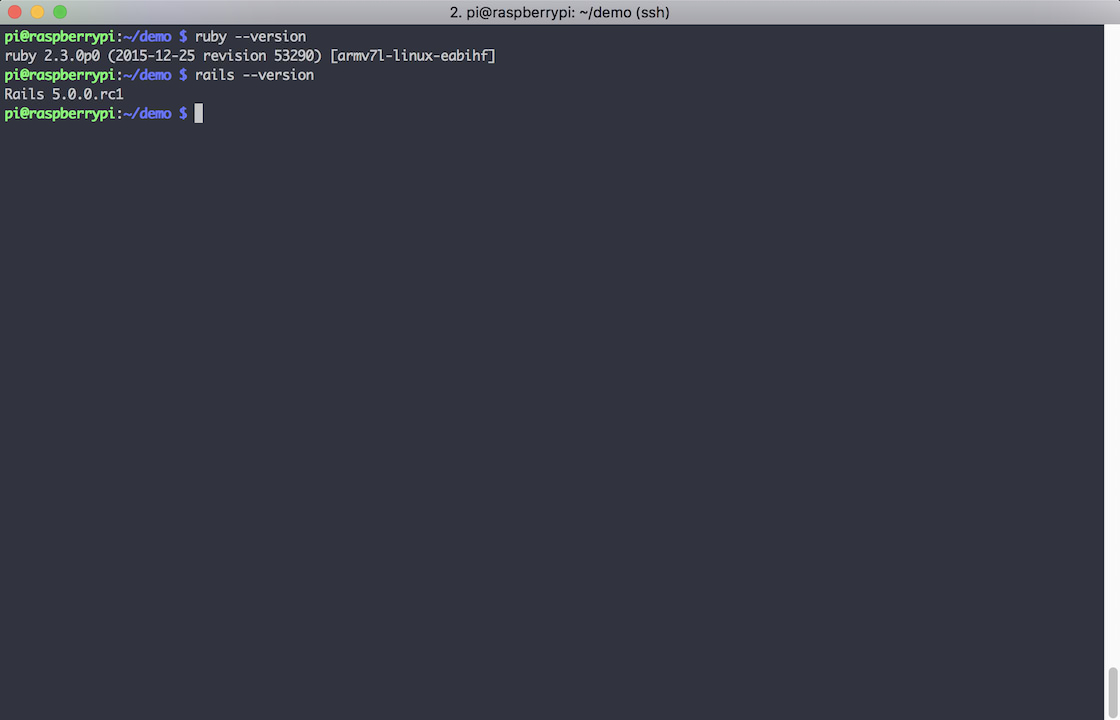 2. pi@raspberrypi: ~/demo (ssh)
pi@raspberrypi:~/demo $ ruby --version
ruby 2.3.0p0 (2015-12-25 revision 53290) [armv7l-linux-eabihf]
pi@raspberrypi:~/demo $ rails --version
Rails 5.0.0.rc1
pi@raspberrypi:~/demo $